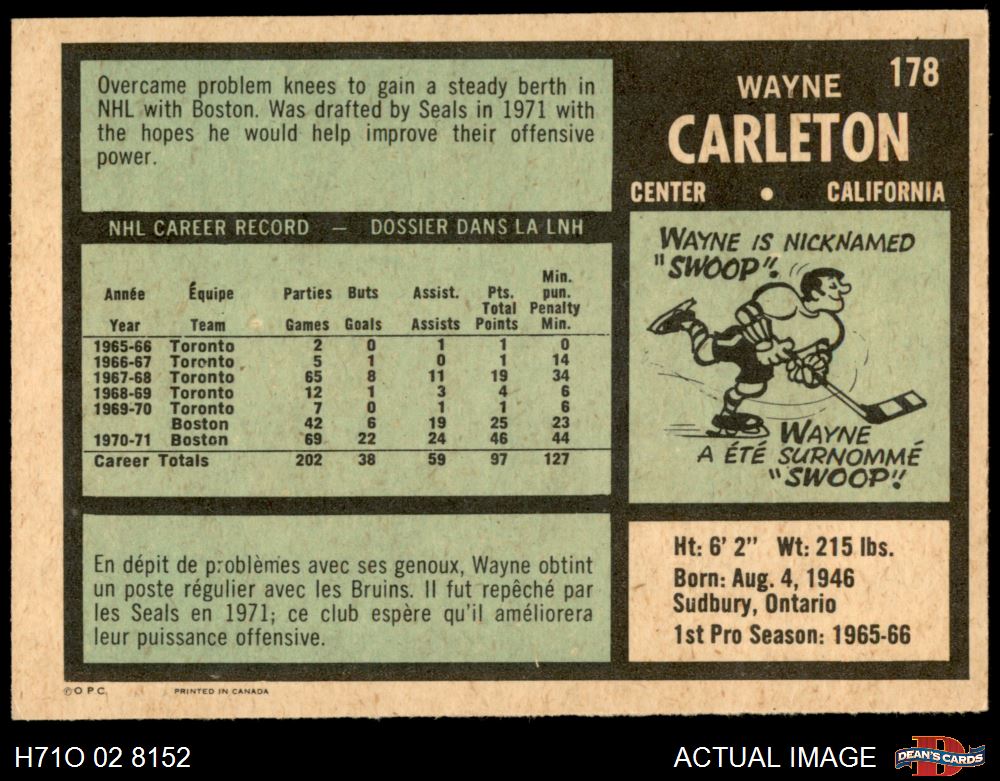 178
WAYNE
CARLETON
CENTER • CALIFORNIA
Overcame problem knees to gain a steady berth in
NHL with Boston. Was drafted by Seals in 1971 with
the hopes he would help improve their offensive
power.
NHL CAREER RECORD — DOSSIER DANS LA LNH
Année Équipe Parties Buts Assist. Pts. Total Min. pun. Penalty
Year Team Games Goals Assists Points Min.
1965-66 Toronto 2 0 1 1 0
1966-67 Toronto 5 1 0 1 14
1967-68 Toronto 65 8 11 19 34
1968-69 Toronto 12 1 3 4 6
1969-70 Toronto 7 0 1 1 6
Boston 42 6 19 25 23
1970-71 Boston 69 22 24 46 44
Career Totals 202 38 59 97 127
En dépit de problèmes avec ses genoux, Wayne obtint
un poste régulier avec les Bruins. Il fut repêché par
les Seals en 1971; ce club espère qu'il améliorera
leur puissance offensive.
WAYNE IS NICKNAMED
"SWOOP".
WAYNE
A ÉTÉ SURNOMMÉ
"SWOOP"!
Ht: 6' 2" Wt: 215 lbs.
Born: Aug. 4, 1946
Sudbury, Ontario
1st Pro Season: 1965-66
©O.P.C. PRINTED IN CANADA
H71O 02 8152
ACTUAL IMAGE
D
DEAN'S CARDS